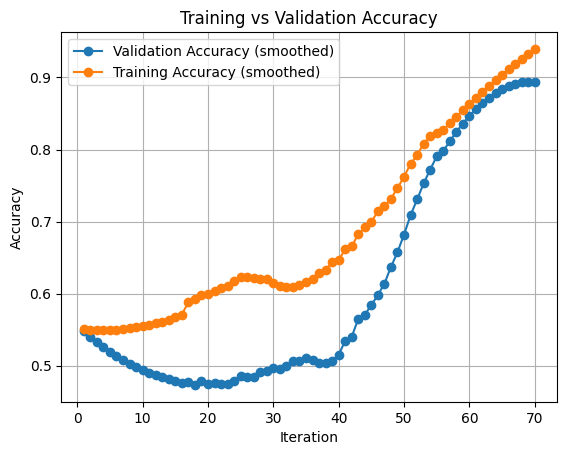 Training vs Validation Accuracy
Validation Accuracy (smoothed)
Training Accuracy (smoothed)
0.9
0.8
0.7
0.6
0.5
Accuracy
0 10 20 30 40 50 60 70
Iteration